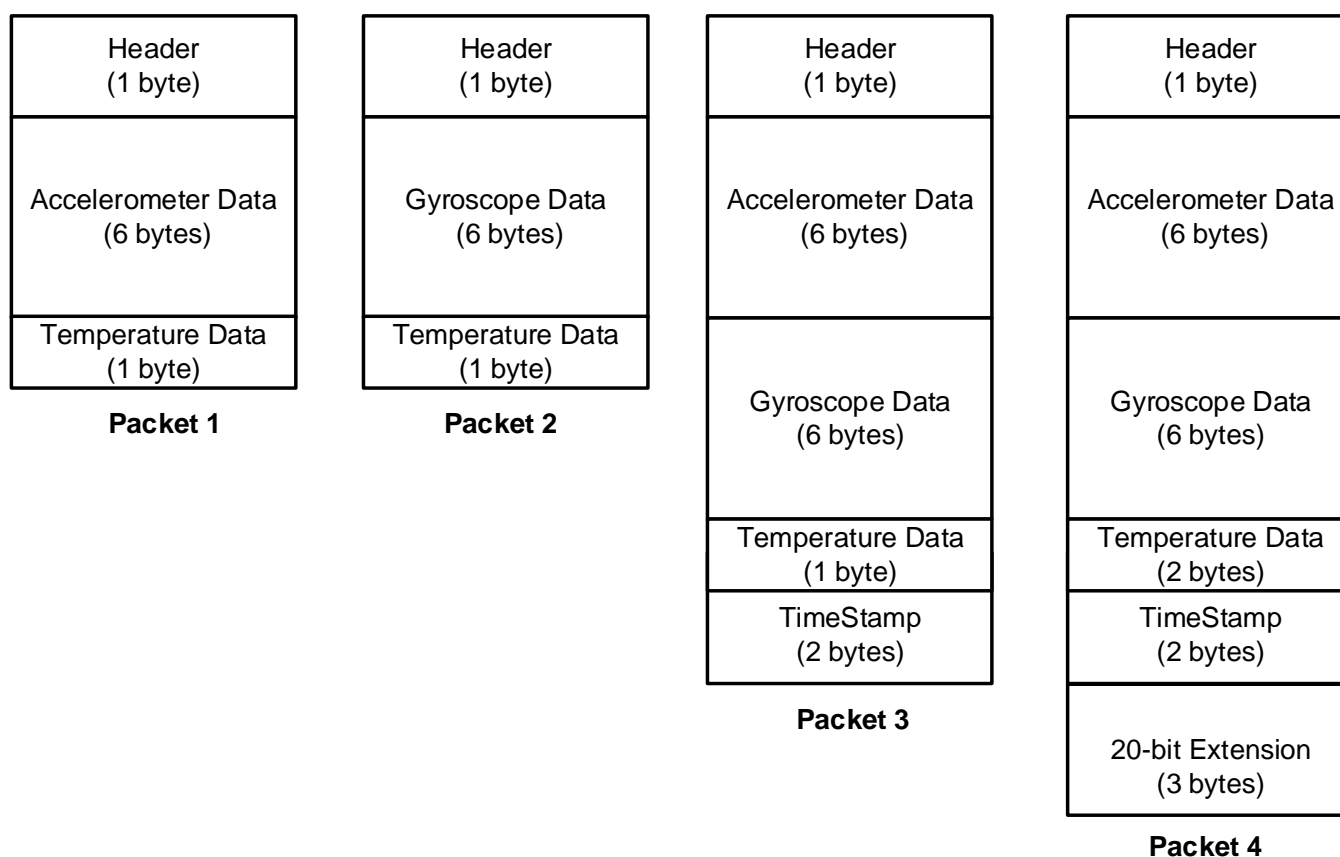 Header
(1 byte)
Accelerometer Data
(6 bytes)
Temperature Data
(1 byte)
Packet 1
Header
(1 byte)
Gyroscope Data
(6 bytes)
Temperature Data
(1 byte)
Packet 2
Header
(1 byte)
Accelerometer Data
(6 bytes)
Gyroscope Data
(6 bytes)
Temperature Data
(1 byte)
TimeStamp
(2 bytes)
Packet 3
Header
(1 byte)
Accelerometer Data
(6 bytes)
Gyroscope Data
(6 bytes)
Temperature Data
(2 bytes)
TimeStamp
(2 bytes)
20-bit Extension
(3 bytes)
Packet 4